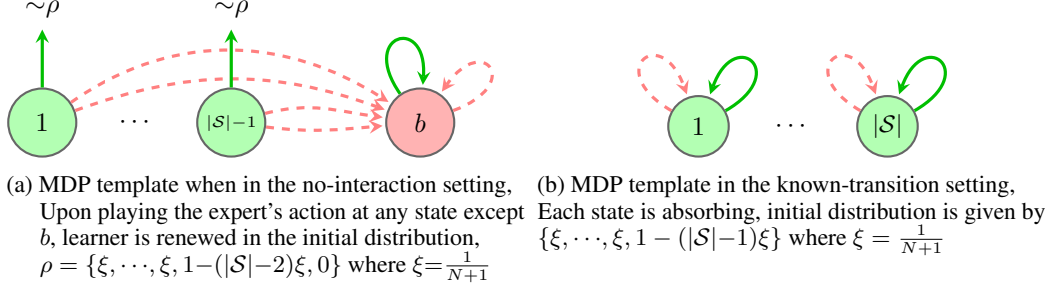 ∼ρ ∼ρ
1 ··· |S|−1 b 1 ··· |S|
(a) MDP template when in the no-interaction setting,
Upon playing the expert's action at any state except
b, learner is renewed in the initial distribution,
ρ = {ξ, ··· , ξ, 1−(|S|−2)ξ, 0} where ξ=1/(N+1)
(b) MDP template in the known-transition setting,
Each state is absorbing, initial distribution is given by
{ξ, ··· , ξ, 1 − (|S|−1)ξ} where ξ = 1/(N+1)